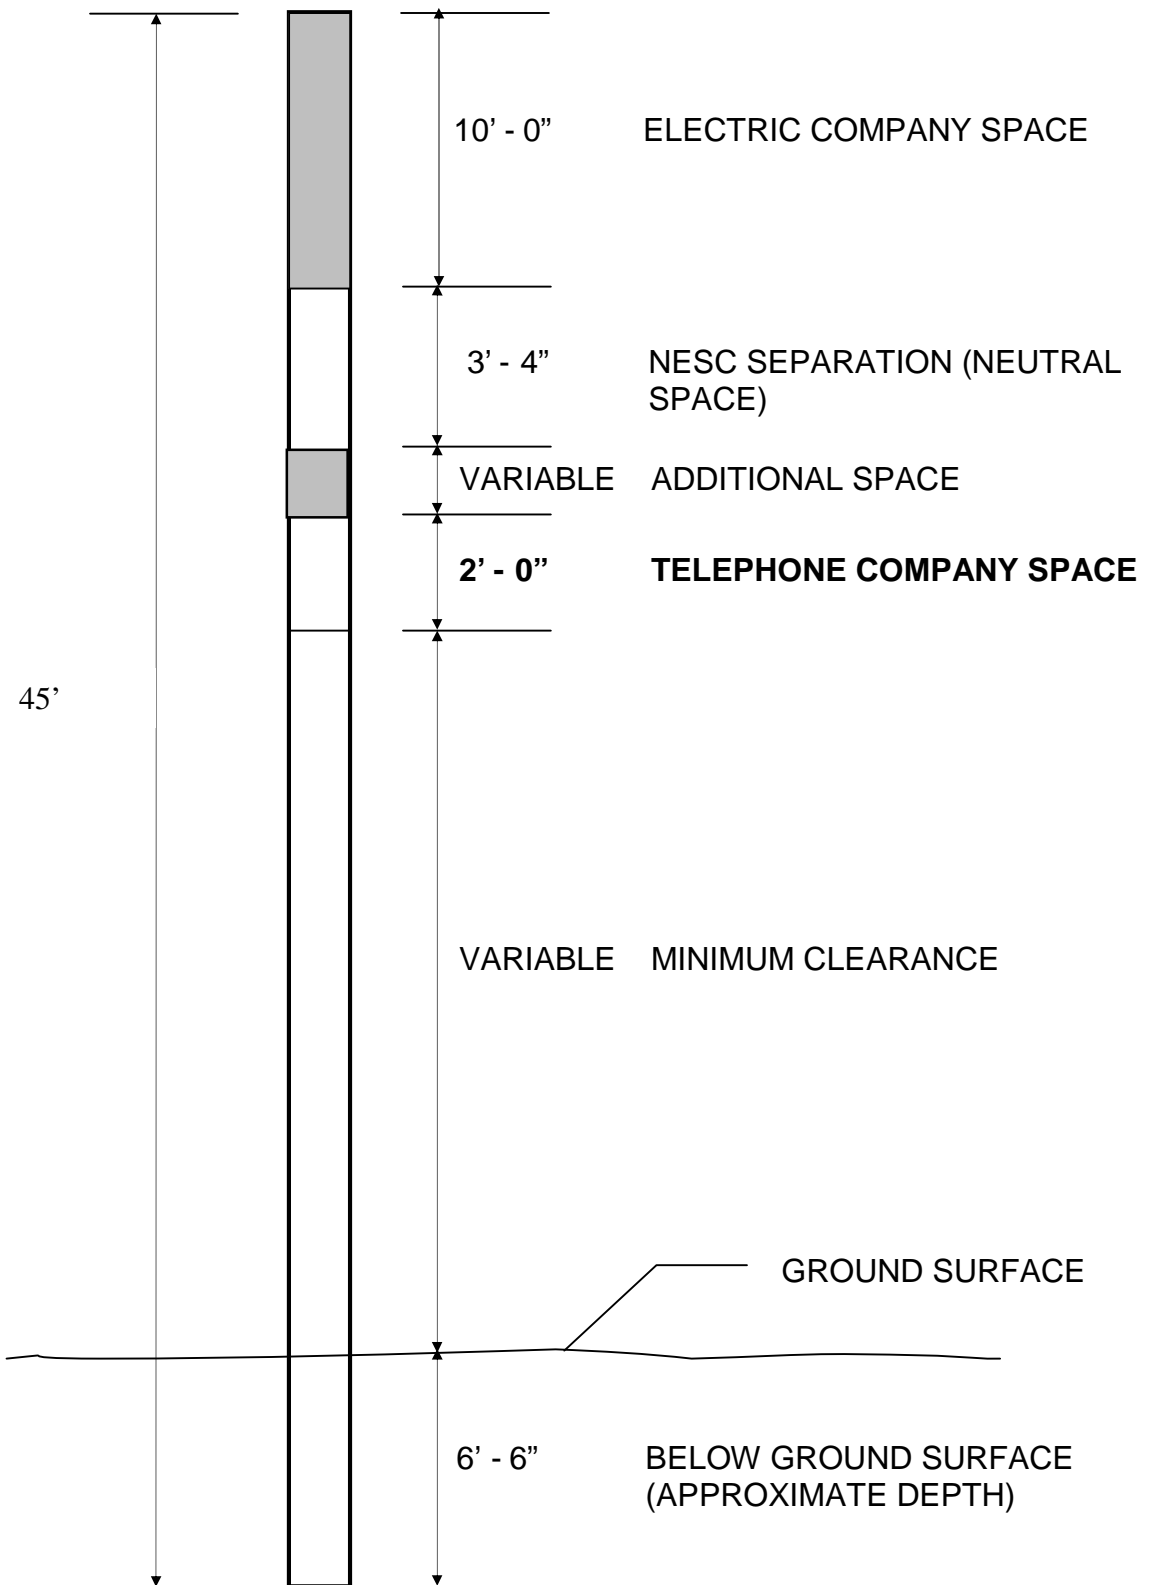 10’ - 0” ELECTRIC COMPANY SPACE
3’ - 4” NESC SEPARATION (NEUTRAL
SPACE)
VARIABLE ADDITIONAL SPACE
2’ - 0” TELEPHONE COMPANY SPACE
45’
VARIABLE MINIMUM CLEARANCE
GROUND SURFACE
6’ - 6” BELOW GROUND SURFACE
(APPROXIMATE DEPTH)